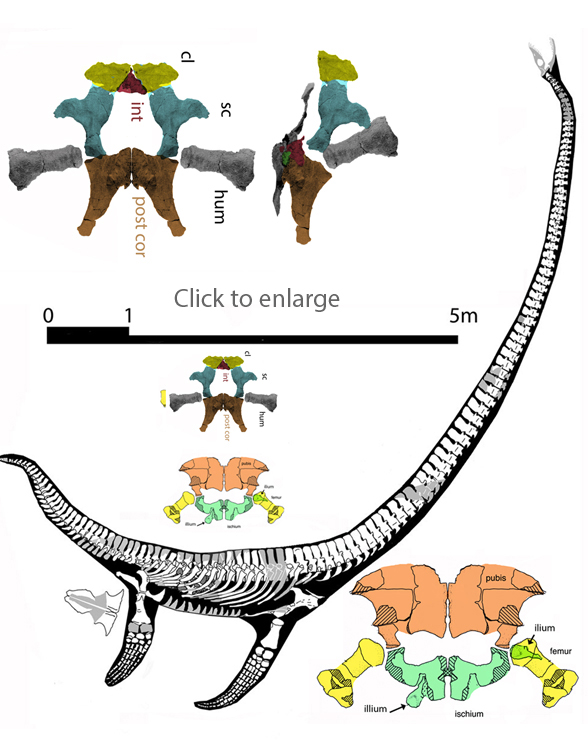 cl
int
sc
hum
post cor
Click to enlarge
0
1
5m
cl
int
sc
hum
post cor
pubis
ilium
femur
illium
ischium
pubis
ilium
femur
illium
ischium